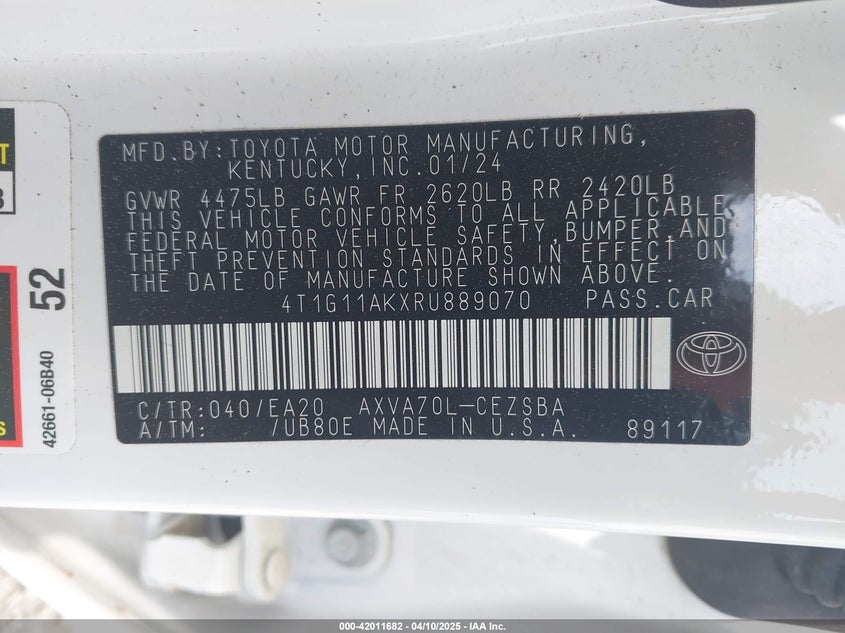 MFD.BY:TOYOTA MOTOR MANUFACTURING,
KENTUCKY,INC.01/24
GVWR 4475LB GAWR FR 2620LB RR 2420LB
THIS VEHICLE CONFORMS TO ALL APPLICABLE
FEDERAL MOTOR VEHICLE SAFETY,BUMPER,AND
THEFT PREVENTION STANDARDS IN EFFECT ON
THE DATE OF MANUFACTURE SHOWN ABOVE.
4T1G11AKXRU889070 PASS.CAR
C/TR:040/EA20 AXVA70L-CEZSBA
A/TM: /UB80E MADE IN U.S.A. 89117
52
42661-06B40
T
3
S
000-42011682 - 04/10/2025 - IAA Inc.